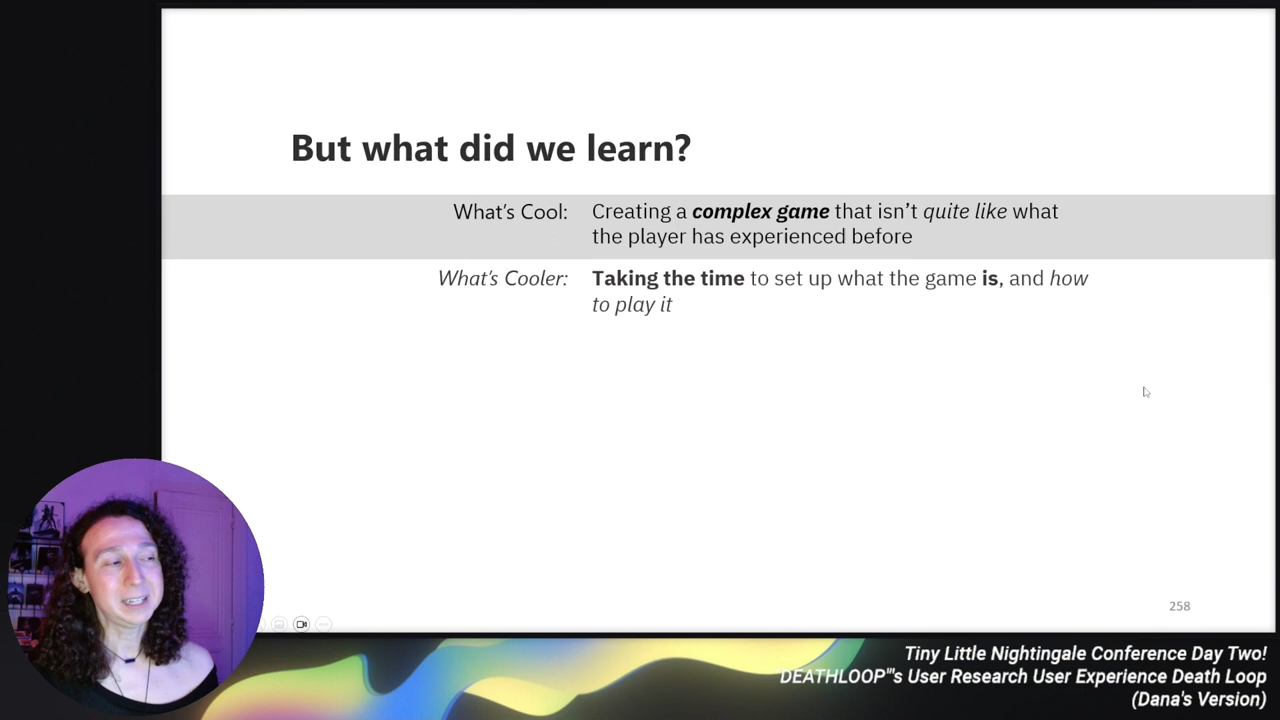 But what did we learn?
What's Cool:
Creating a complex game that isn't quite like what
the player has experienced before
What's Cooler:
Taking the time to set up what the game is, and how
to play it
258
Tiny Little Nightingale Conference Day Two!
"DEATHLOOP"'s User Research User Experience Death Loop
(Dana's Version)